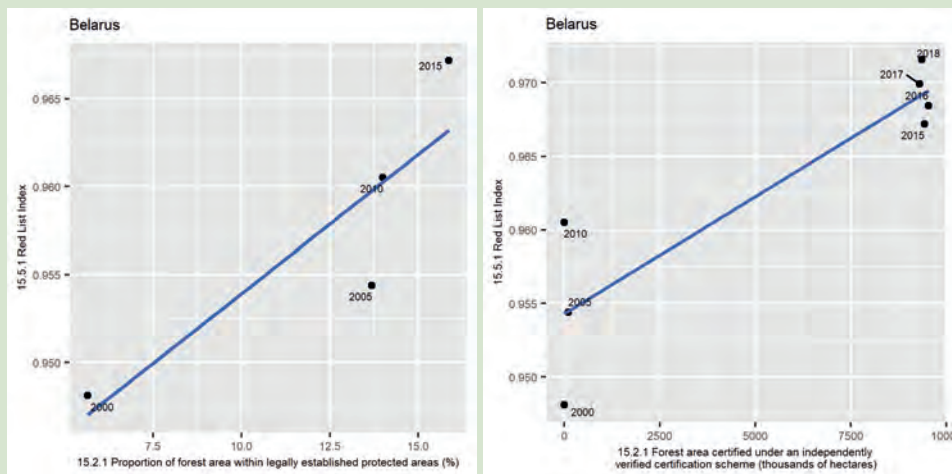 Belarus
0.965
0.960
0.955
0.950
15.5.1 Red List Index
2015
2010
2005
2000
7.5 10.0 12.5 15.0
15.2.1 Proportion of forest area within legally established protected areas (%)
Belarus
0.970
0.965
0.960
0.955
0.950
15.5.1 Red List Index
2018
2017
2016
2015
2010
2005
2000
0 2500 5000 7500 1000
15.2.1 Forest area certified under an independently
verified certification scheme (thousands of hectares)